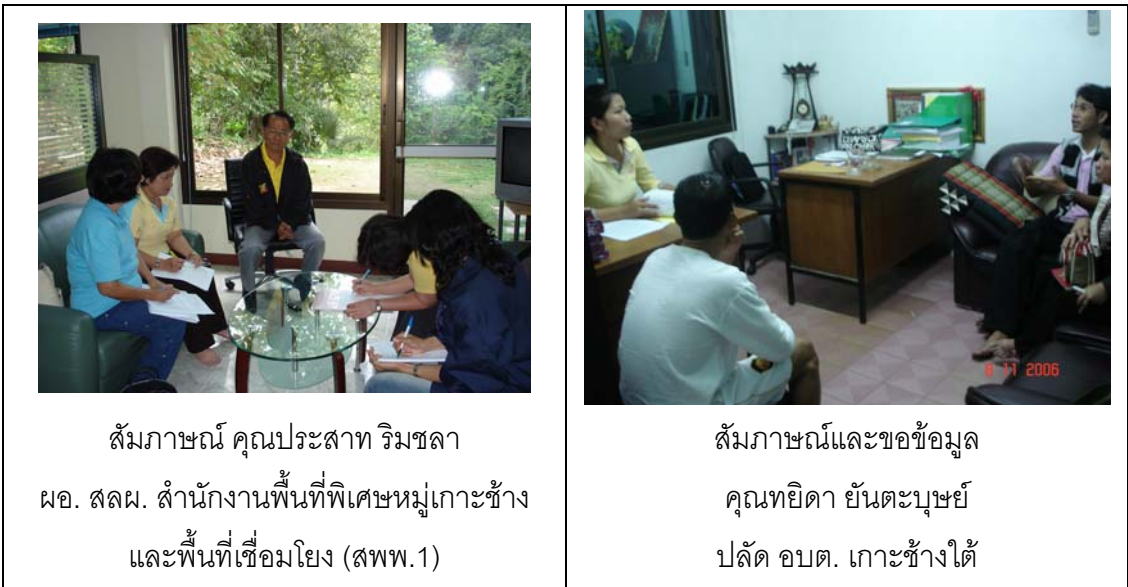 8 11 2006
สัมภาษณ์ คุณประสาท ริมชลา
ผอ. สลผ. สำนักงานพื้นที่พิเศษหมู่เกาะช้าง
และพื้นที่เชื่อมโยง (สพพ.1)
สัมภาษณ์และขอข้อมูล
คุณทยิดา ยันตะบุษย์
ปลัด อบต. เกาะช้างใต้